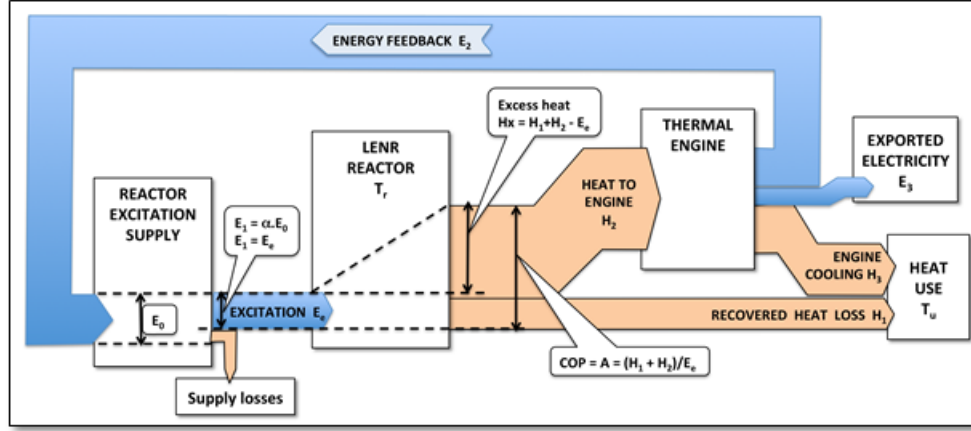 ENERGY FEEDBACK E₂
Excess heat
Hx = H₁+H₂ - Eₑ
THERMAL
ENGINE
EXPORTED
ELECTRICITY
E₃
LENR
REACTOR
Tᵣ
REACTOR
EXCITATION
SUPPLY
HEAT TO
ENGINE
H₂
E₁ = α.E₀
E₁ = Eₑ
ENGINE
COOLING H₃
HEAT
USE
Tᵤ
E₀
EXCITATION Eₑ
RECOVERED HEAT LOSS H₁
COP = A = (H₁ + H₂)/Eₑ
Supply losses